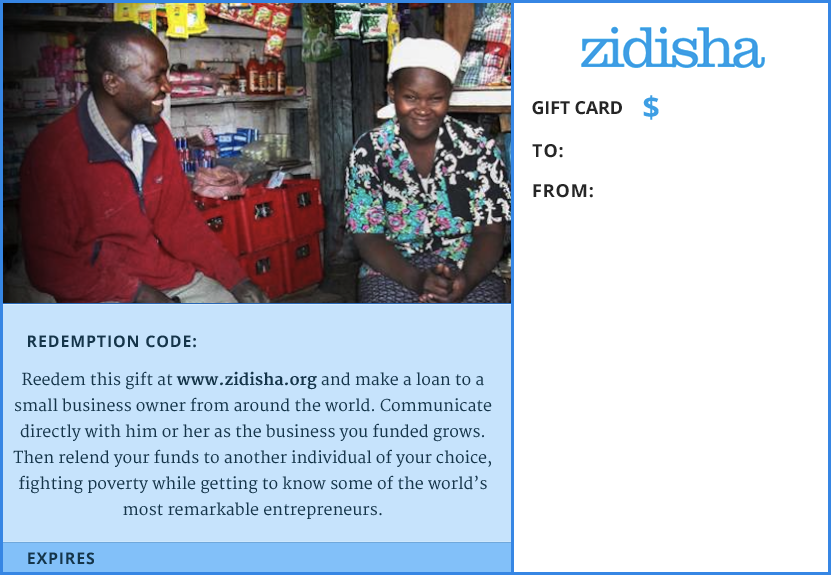 zidisha
GIFT CARD $
TO:
FROM:
REDEMPTION CODE:
Reedem this gift at www.zidisha.org and make a loan to a
small business owner from around the world. Communicate
directly with him or her as the business you funded grows.
Then relend your funds to another individual of your choice,
fighting poverty while getting to know some of the world’s
most remarkable entrepreneurs.
EXPIRES